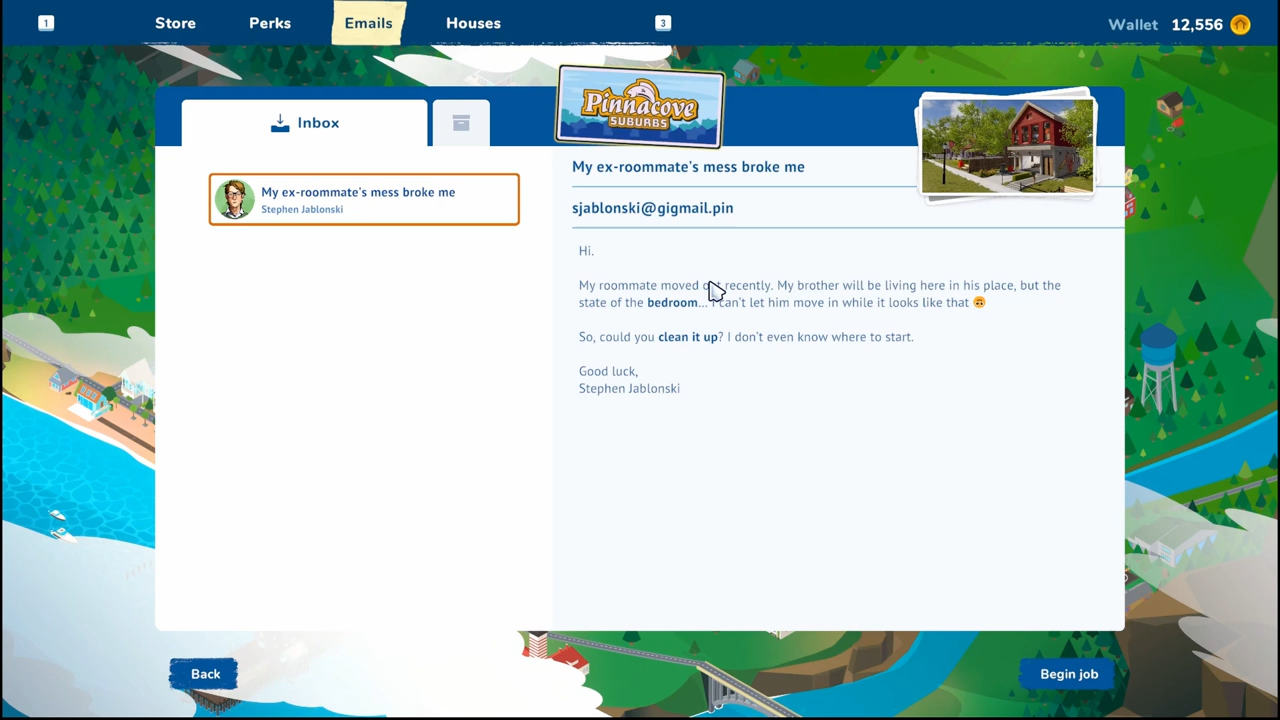 1
Store
Perks
Emails
Houses
3
Wallet 12,556
Inbox
Pinnacove
SUBURBS
My ex-roommate's mess broke me
Stephen Jablonski
My ex-roommate's mess broke me
sjablonski@gigmail.pin
Hi.
My roommate moved recently. My brother will be living here in his place, but the
state of the bedroom... can't let him move in while it looks like that 🙃
So, could you clean it up? I don't even know where to start.
Good luck,
Stephen Jablonski
Back
Begin job